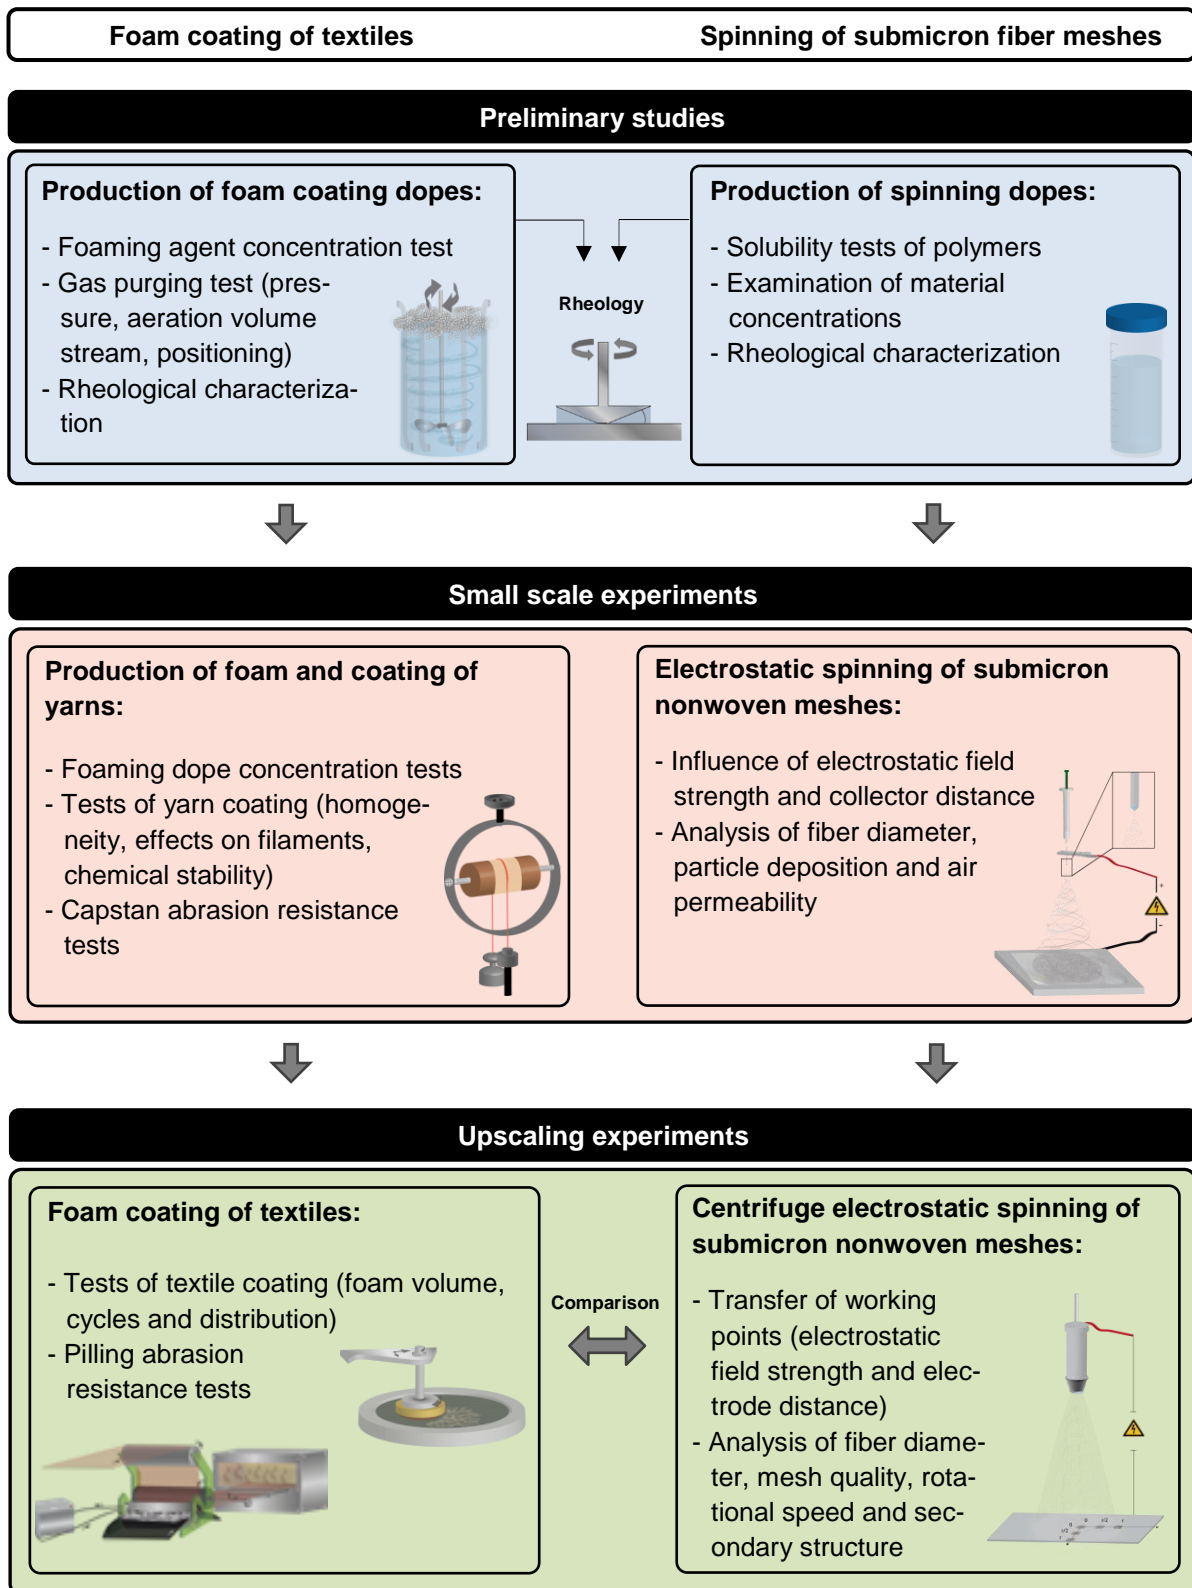 Foam coating of textiles
Spinning of submicron fiber meshes
Preliminary studies
Production of foam coating dopes:
- Foaming agent concentration test
- Gas purging test (pres-
sure, aeration volume
stream, positioning)
- Rheological characteriza-
tion
Rheology
Production of spinning dopes:
- Solubility tests of polymers
- Examination of material
concentrations
- Rheological characterization
Small scale experiments
Production of foam and coating of
yarns:
- Foaming dope concentration tests
- Tests of yarn coating (homoge-
neity, effects on filaments,
chemical stability)
- Capstan abrasion resistance
tests
Electrostatic spinning of submicron
nonwoven meshes:
- Influence of electrostatic field
strength and collector distance
- Analysis of fiber diameter,
particle deposition and air
permeability
+
-
Upscaling experiments
Foam coating of textiles:
- Tests of textile coating (foam volume,
cycles and distribution)
- Pilling abrasion
resistance tests
Comparison
Centrifuge electrostatic spinning of
submicron nonwoven meshes:
- Transfer of working
points (electrostatic
field strength and elec-
trode distance)
- Analysis of fiber diame-
ter, mesh quality, rota-
tional speed and sec-
ondary structure